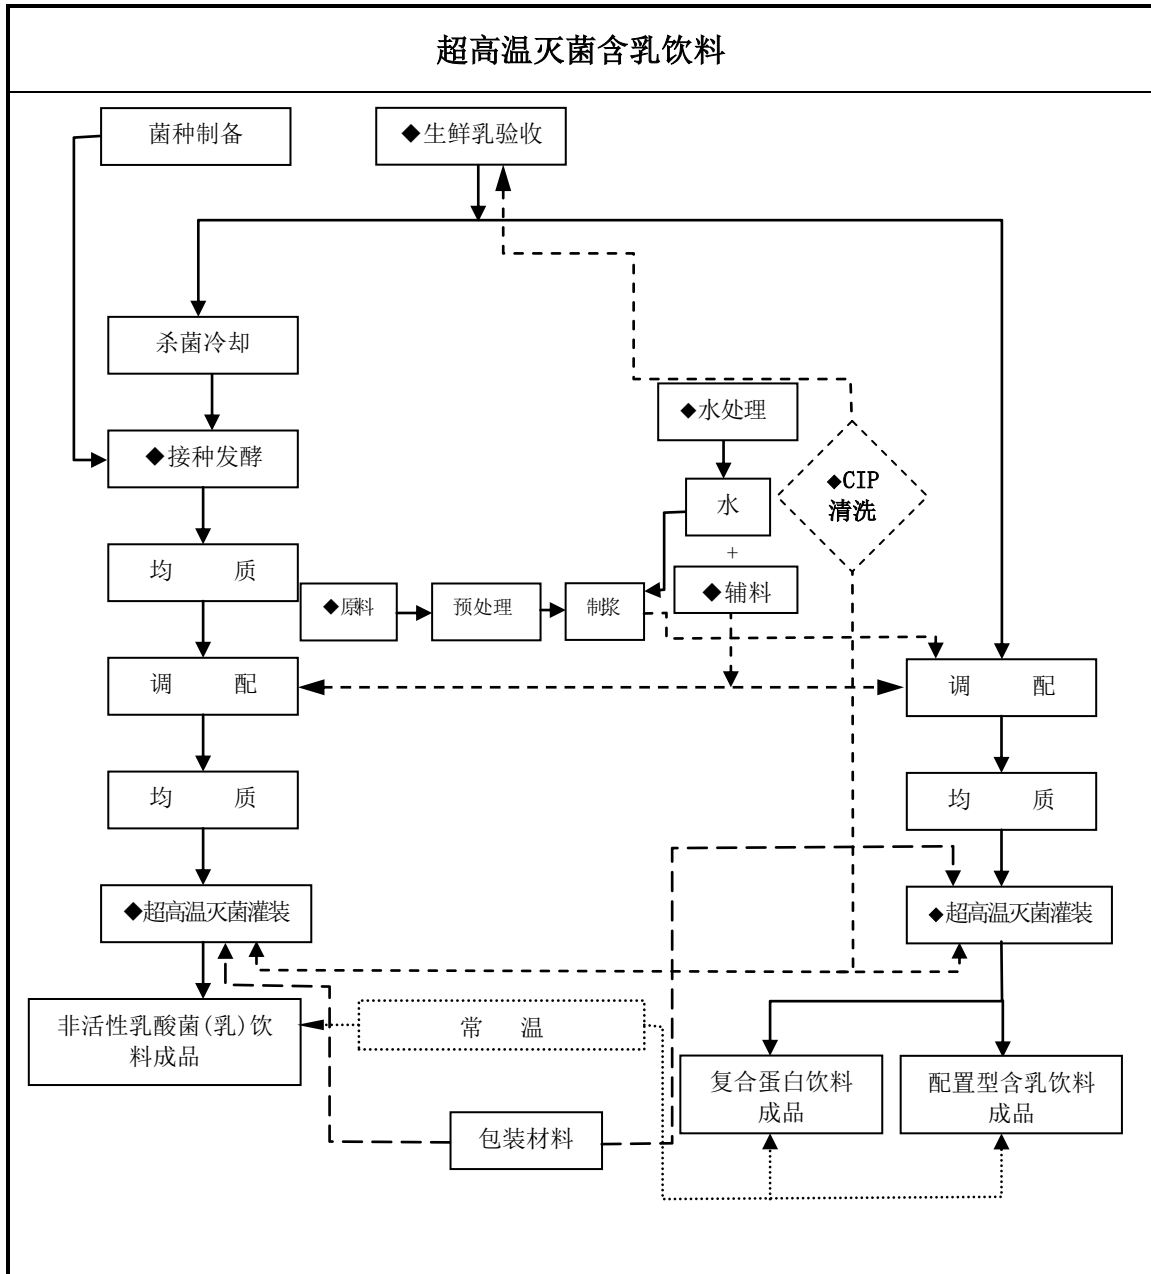 超高温灭菌含乳饮料
菌种制备
◆生鲜乳验收
杀菌冷却
◆水处理
◆接种发酵
◆CIP
清洗
水
+
均 质
◆原料
预处理
制浆
◆辅料
调 配
调 配
均 质
均 质
◆超高温灭菌灌装
◆超高温灭菌灌装
非活性乳酸菌(乳)饮
料成品
常 温
复合蛋白饮料
成品
配置型含乳饮料
成品
包装材料